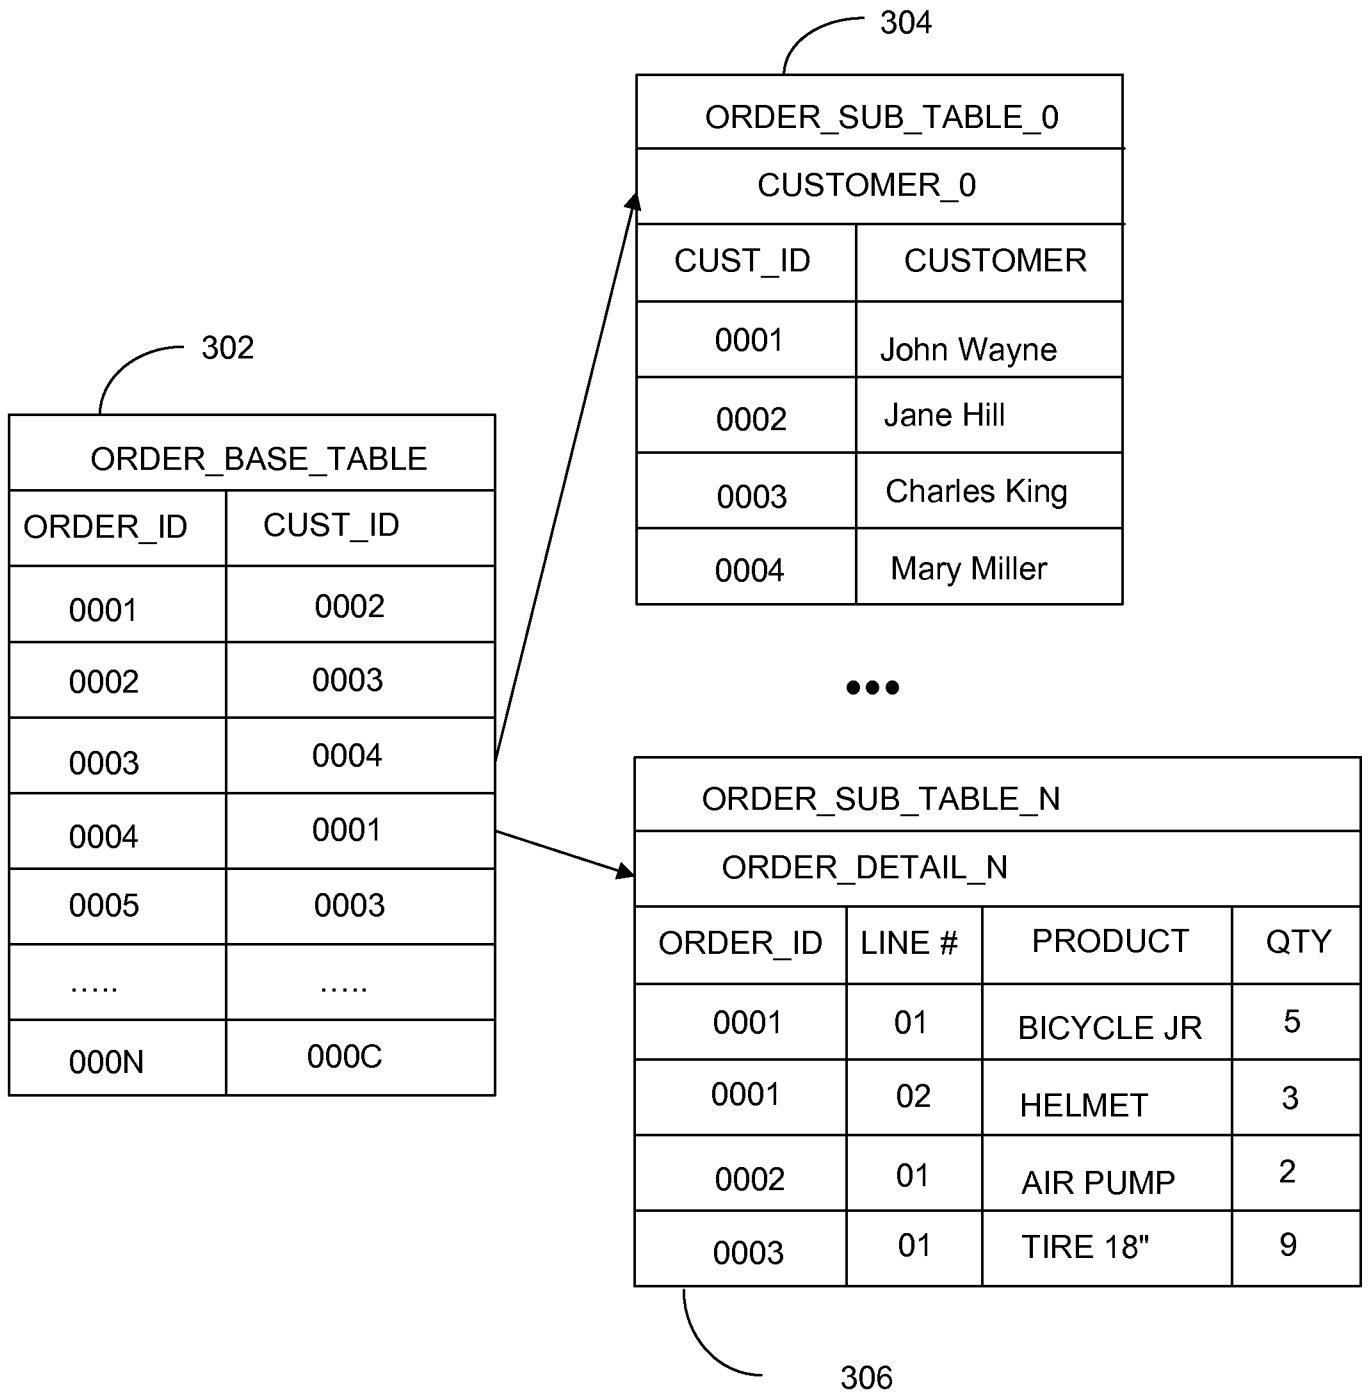 304
ORDER_SUB_TABLE_0
CUSTOMER_0
CUST_ID CUSTOMER
0001 John Wayne
0002 Jane Hill
0003 Charles King
0004 Mary Miller
302
ORDER_BASE_TABLE
ORDER_ID CUST_ID
0001 0002
0002 0003
0003 0004
0004 0001
0005 0003
..... .....
000N 000C
•••
ORDER_SUB_TABLE_N
ORDER_DETAIL_N
ORDER_ID LINE # PRODUCT QTY
0001 01 BICYCLE JR 5
0001 02 HELMET 3
0002 01 AIR PUMP 2
0003 01 TIRE 18" 9
306